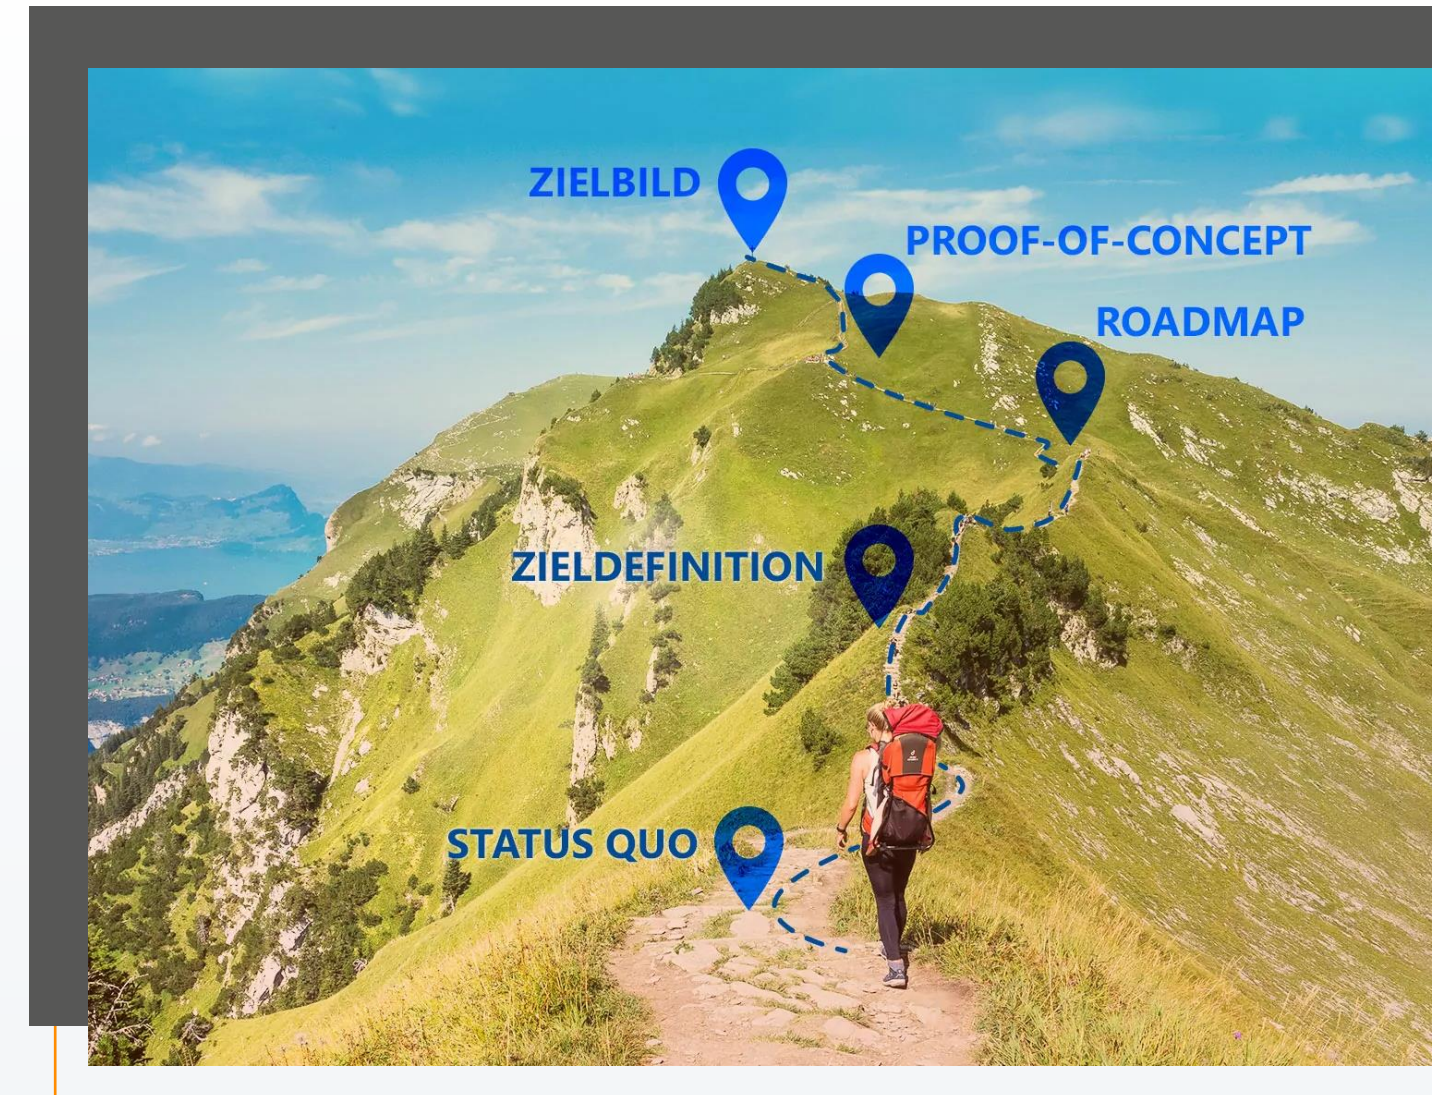 ZIELBILD
PROOF-OF-CONCEPT
ROADMAP
ZIELDEFINITION
STATUS QUO